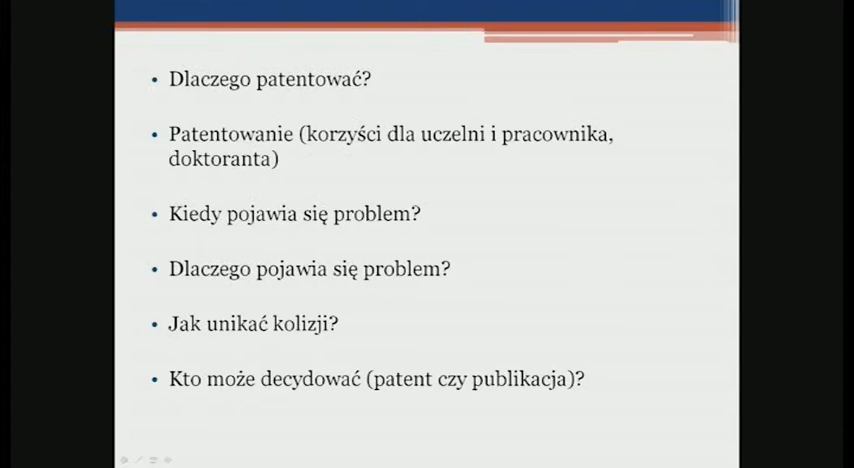 • Dlaczego patentować?
• Patentowanie (korzyści dla uczelni i pracownika,
doktoranta)
• Kiedy pojawia się problem?
• Dlaczego pojawia się problem?
• Jak unikać kolizji?
• Kto może decydować (patent czy publikacja)?